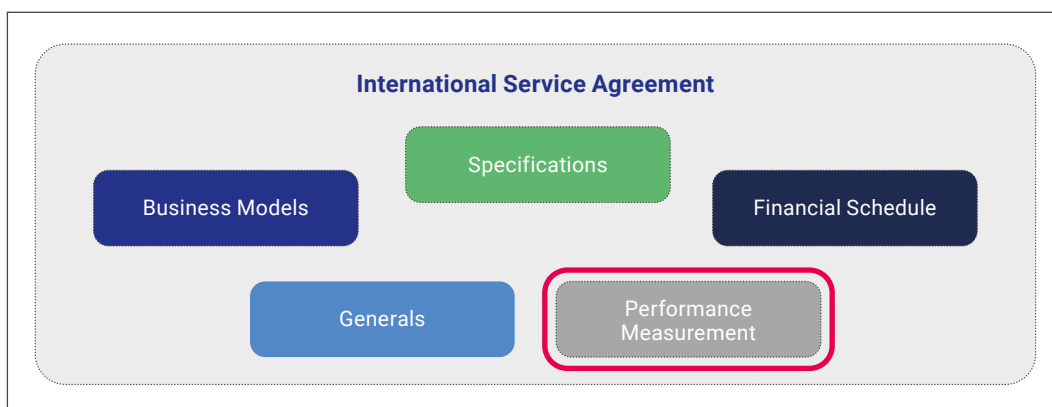 International Service Agreement
Specifications
Business Models
Financial Schedule
Generals
Performance
Measurement